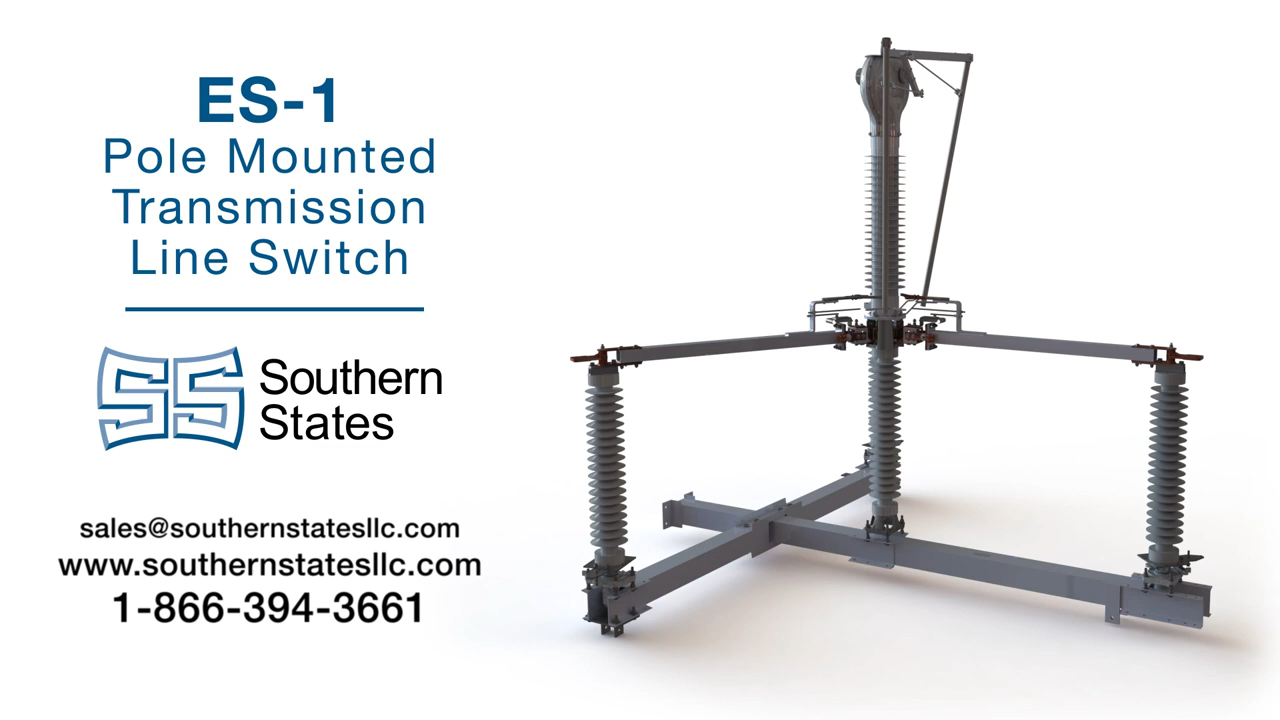 ES-1
Pole Mounted
Transmission
Line Switch
SS
Southern
States
sales@southernstatesllc.com
www.southernstatesllc.com
1-866-394-3661